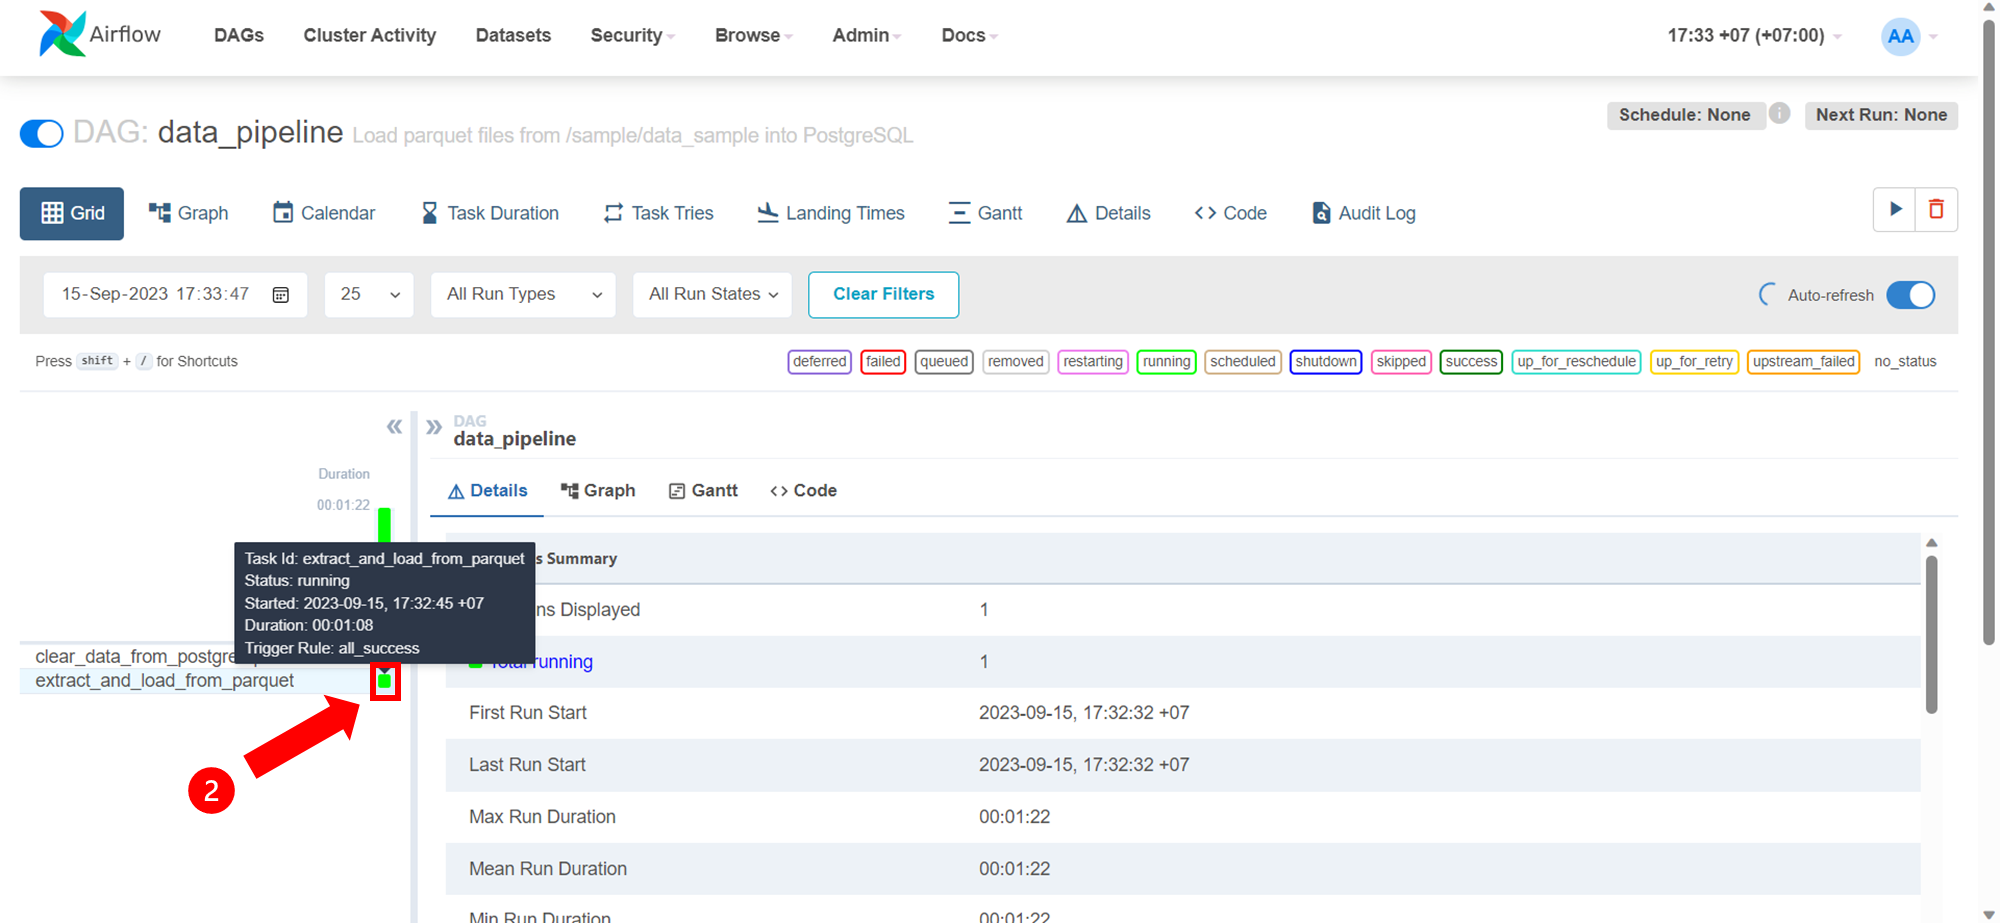 Airflow DAGs Cluster Activity Datasets Security Browse Admin Docs 17:33 +07 (+07:00) AA
Schedule: None i Next Run: None
DAG: data_pipeline Load parquet files from /sample/data_sample into PostgreSQL
Grid Graph Calendar Task Duration Task Tries Landing Times Gantt Details <> Code Audit Log
15-Sep-2023 17:33:47 25 All Run Types All Run States Clear Filters Auto-refresh
Press shift + / for Shortcuts deferred failed queued removed restarting running scheduled shutdown skipped success up_for_reschedule up_for_retry upstream_failed no_status
« » DAG
data_pipeline
Duration
00:01:22
Details Graph Gantt <> Code
Task Id: extract_and_load_from_parquet
Status: running
Started: 2023-09-15, 17:32:45 +07
Duration: 00:01:08
Trigger Rule: all_success
clear_data_from_postgre
extract_and_load_from_parquet
2
Summary
Displayed 1
running 1
First Run Start 2023-09-15, 17:32:32 +07
Last Run Start 2023-09-15, 17:32:32 +07
Max Run Duration 00:01:22
Mean Run Duration 00:01:22
Min Run Duration 00:01:22